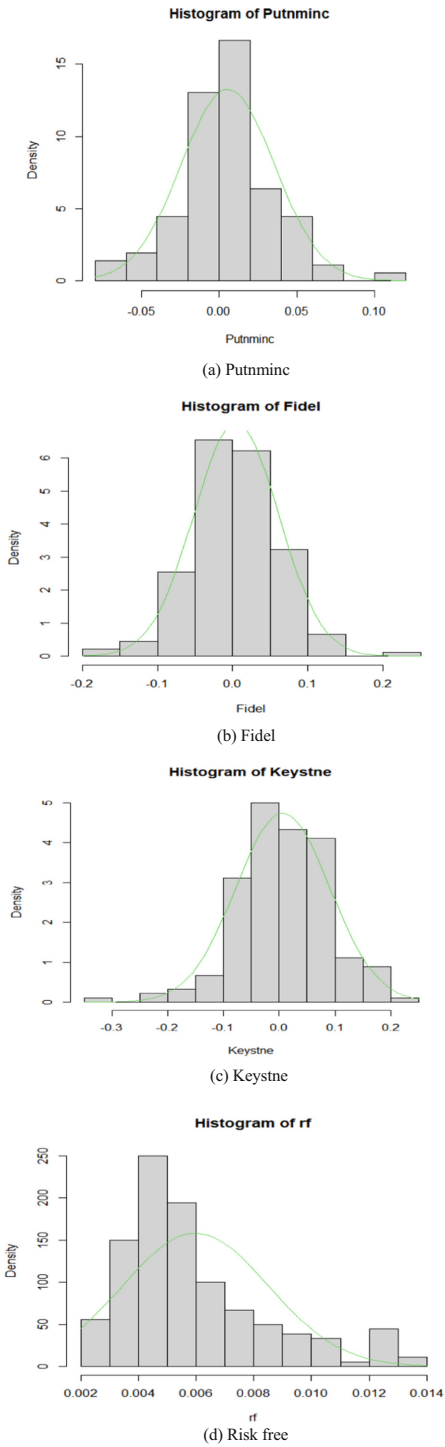 Histogram of Putnminc
Density
15
10
5
0
-0.05 0.00 0.05 0.10
Putnminc
(a) Putnminc
Histogram of Fidel
Density
6
5
4
3
2
1
0
-0.2 -0.1 0.0 0.1 0.2
Fidel
(b) Fidel
Histogram of Keystne
Density
5
4
3
2
1
0
-0.3 -0.2 -0.1 0.0 0.1 0.2
Keystne
(c) Keystne
Histogram of rf
Density
250
200
150
100
50
0
0.002 0.004 0.006 0.008 0.010 0.012 0.014
rf
(d) Risk free